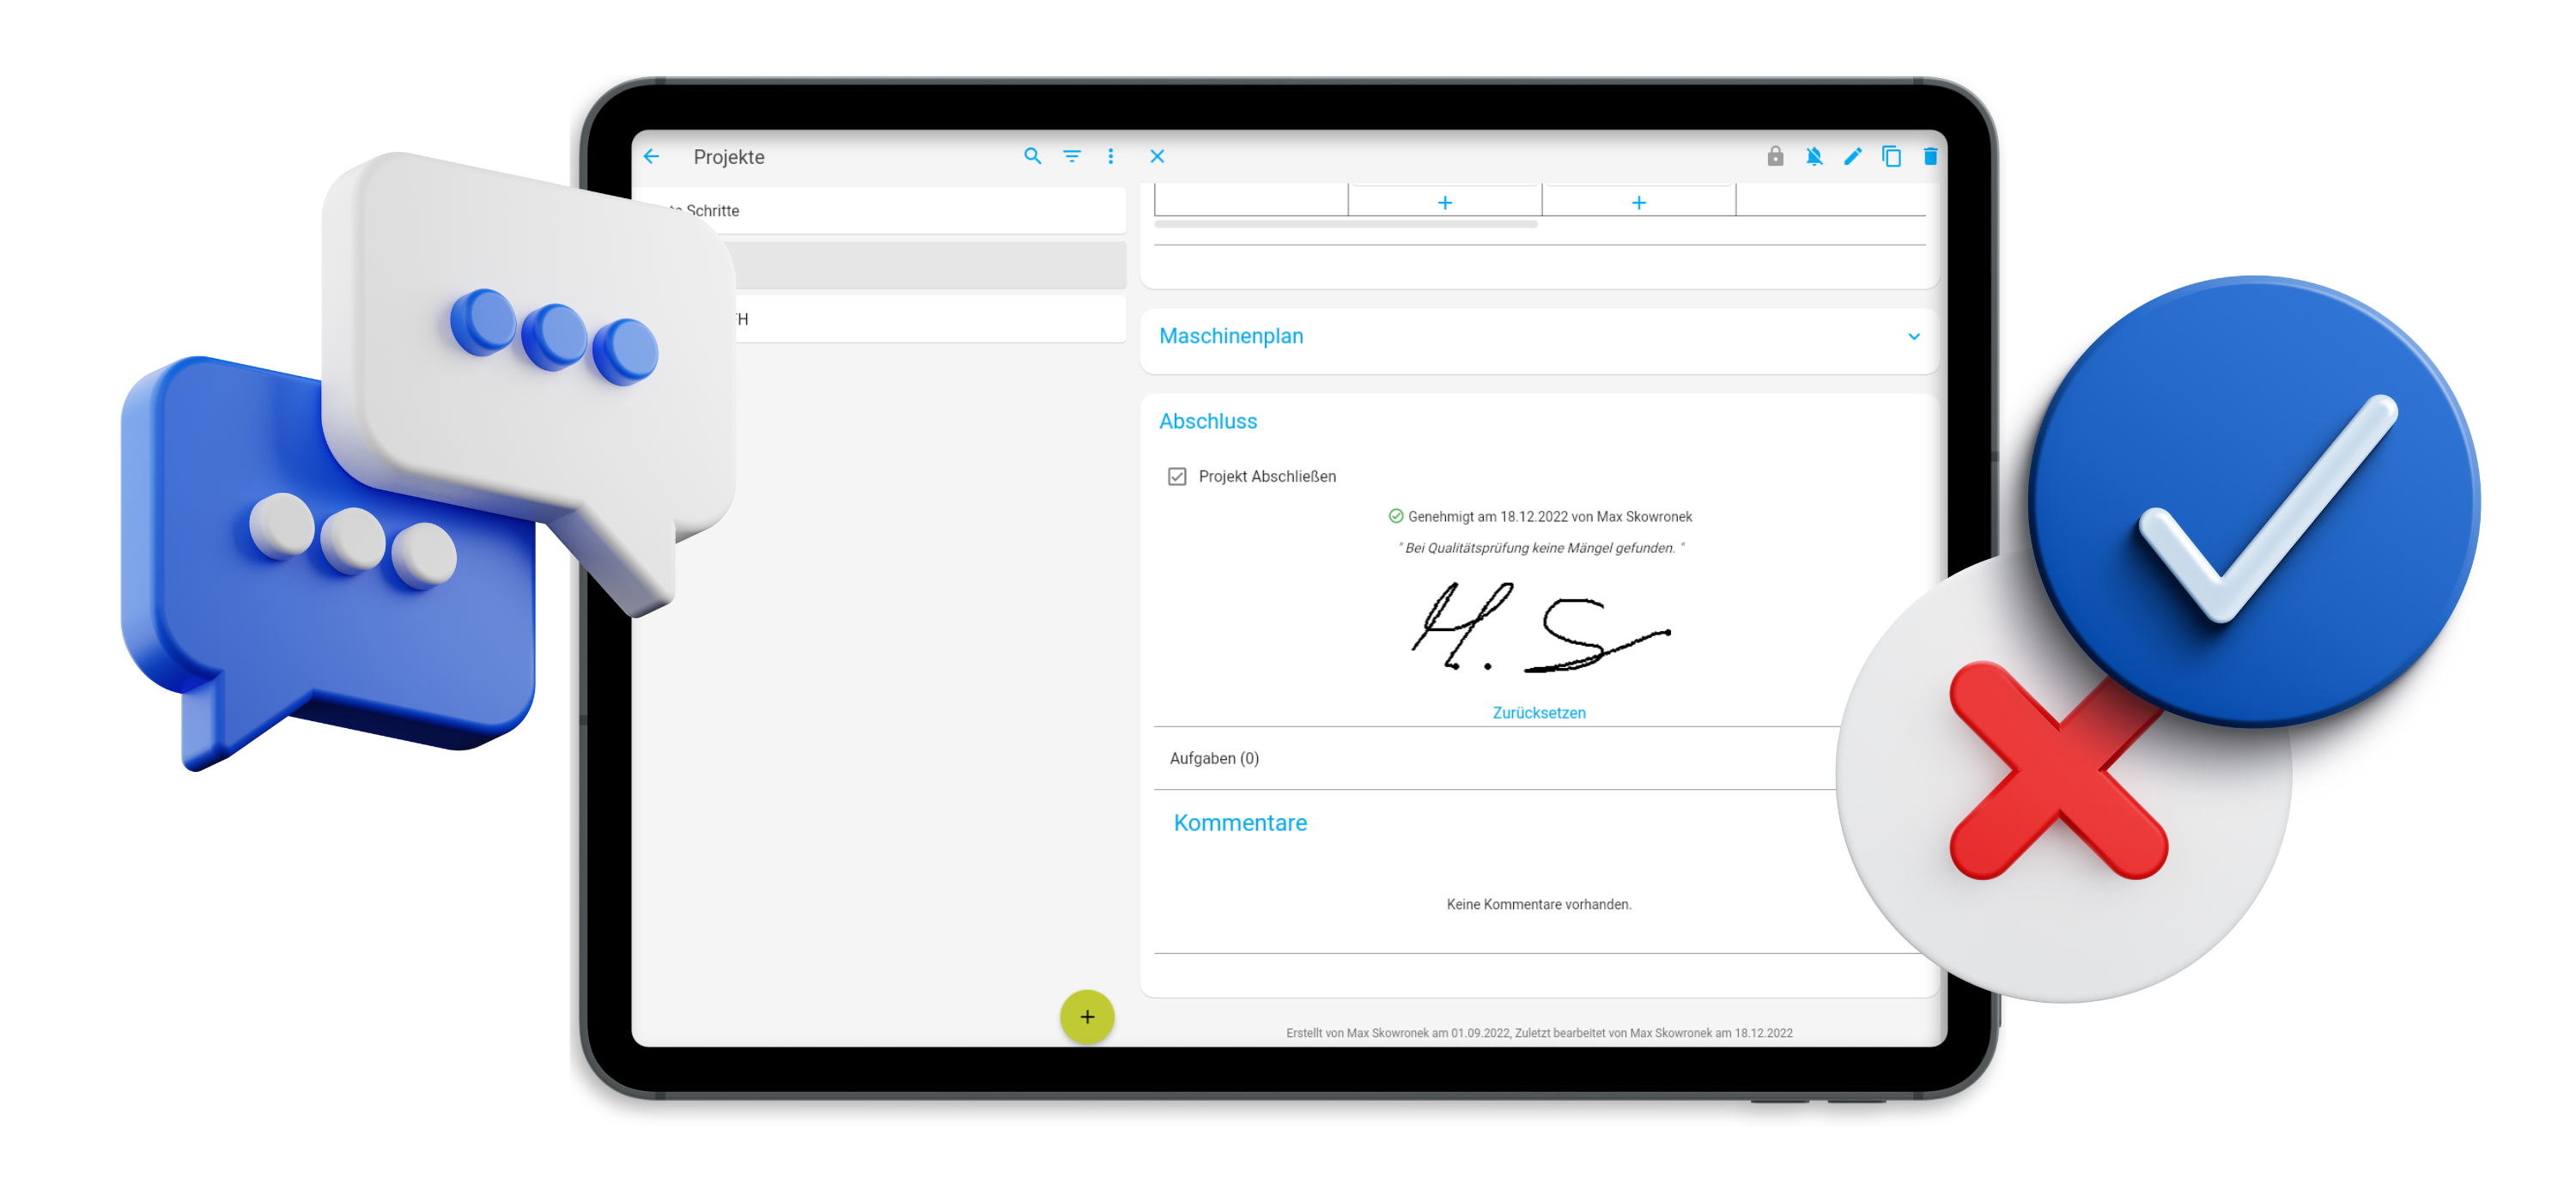 Projekte
Schritte
Maschinenplan
Abschluss
Projekt Abschließen
Genehmigt am 18.12.2022 von Max Skowronek
" Bei Qualitätsprüfung keine Mängel gefunden. "
M. S
Zurücksetzen
Aufgaben (0)
Kommentare
Keine Kommentare vorhanden.
Erstellt von Max Skowronek am 01.09.2022, Zuletzt bearbeitet von Max Skowronek am 18.12.2022